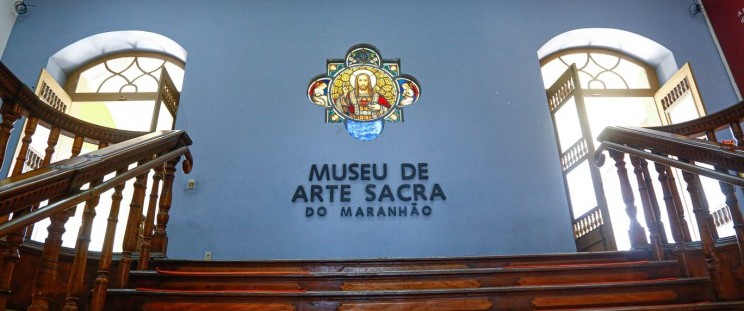 MUSEU DE
ARTE SACRA
DO MARANHÃO